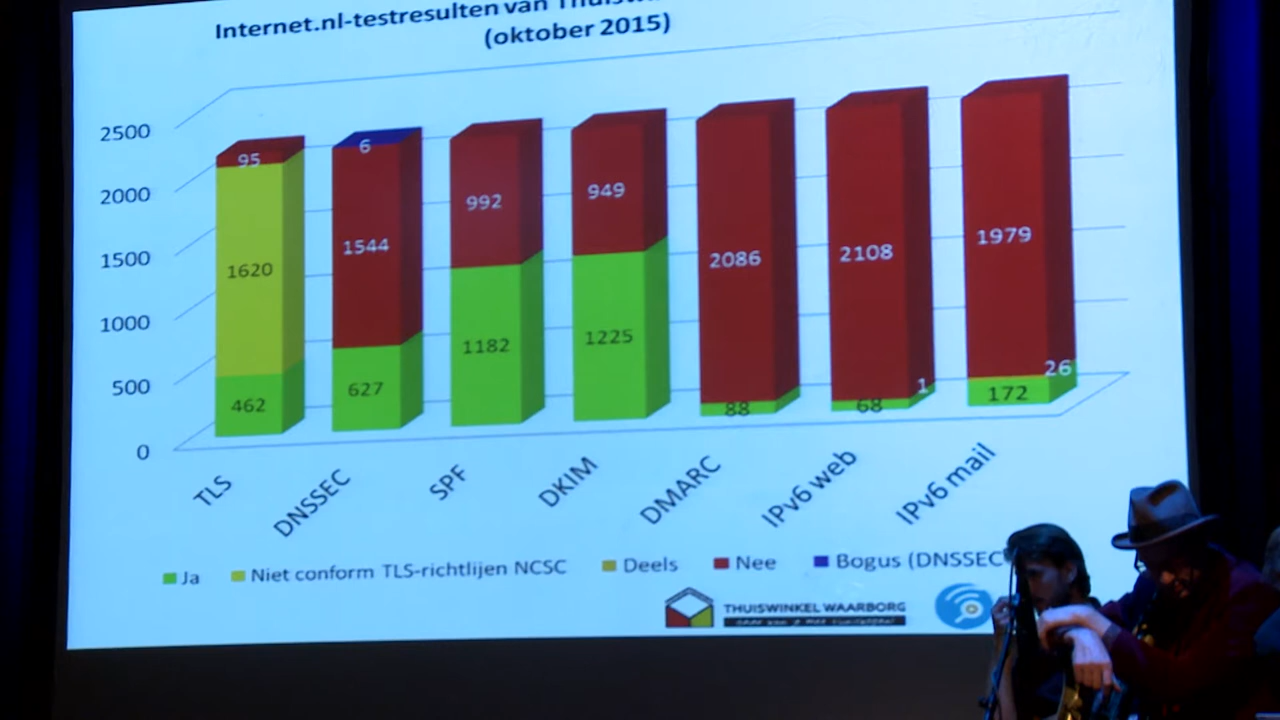 Internet.nl-testresulten van
(oktober 2015)
2500
2000
1500
1000
500
0
95
1620
462
6
1544
627
992
1182
949
1225
2086
88
2108
1
68
1979
26
172
TLS
DNSSEC
SPF
DKIM
DMARC
IPv6 web
IPv6 mail
Ja
Niet conform TLS-richtlijen NCSC
Deels
Nee
Bogus (DNSSEC
THUISWINKEL WAARBORG